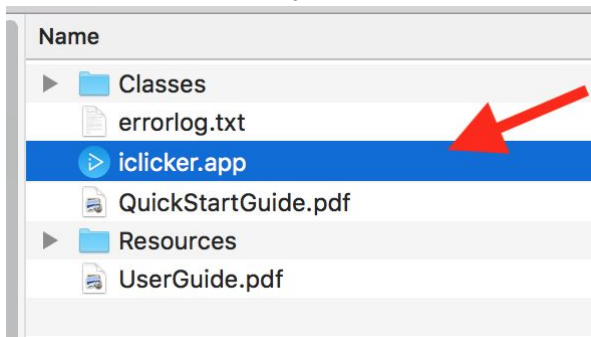 Name
Classes
errorlog.txt
iclicker.app
QuickStartGuide.pdf
Resources
UserGuide.pdf